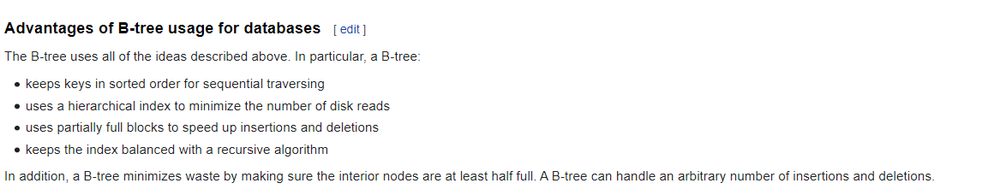 Advantages of B-tree usage for databases [ edit ]
The B-tree uses all of the ideas described above. In particular, a B-tree:
• keeps keys in sorted order for sequential traversing
• uses a hierarchical index to minimize the number of disk reads
• uses partially full blocks to speed up insertions and deletions
• keeps the index balanced with a recursive algorithm
In addition, a B-tree minimizes waste by making sure the interior nodes are at least half full. A B-tree can handle an arbitrary number of insertions and deletions.